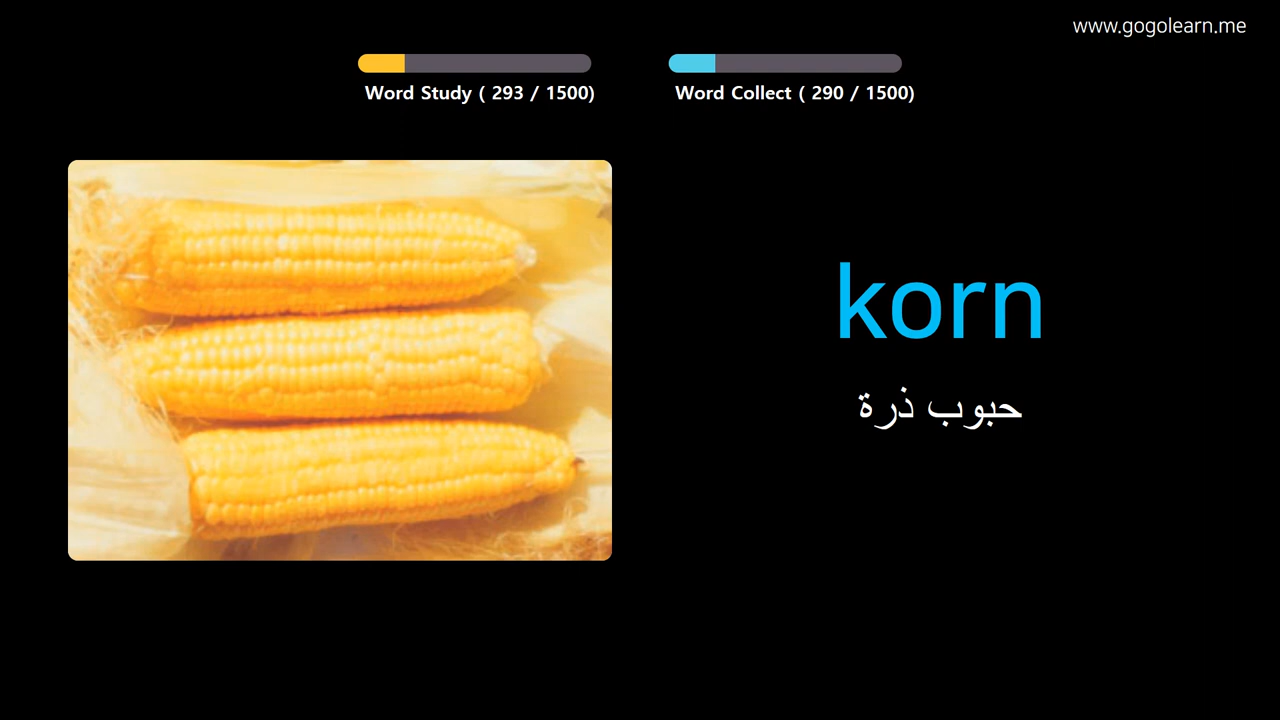 www.gogolearn.me
Word Study ( 293 / 1500)
Word Collect ( 290 / 1500)
korn
حبوب ذرة